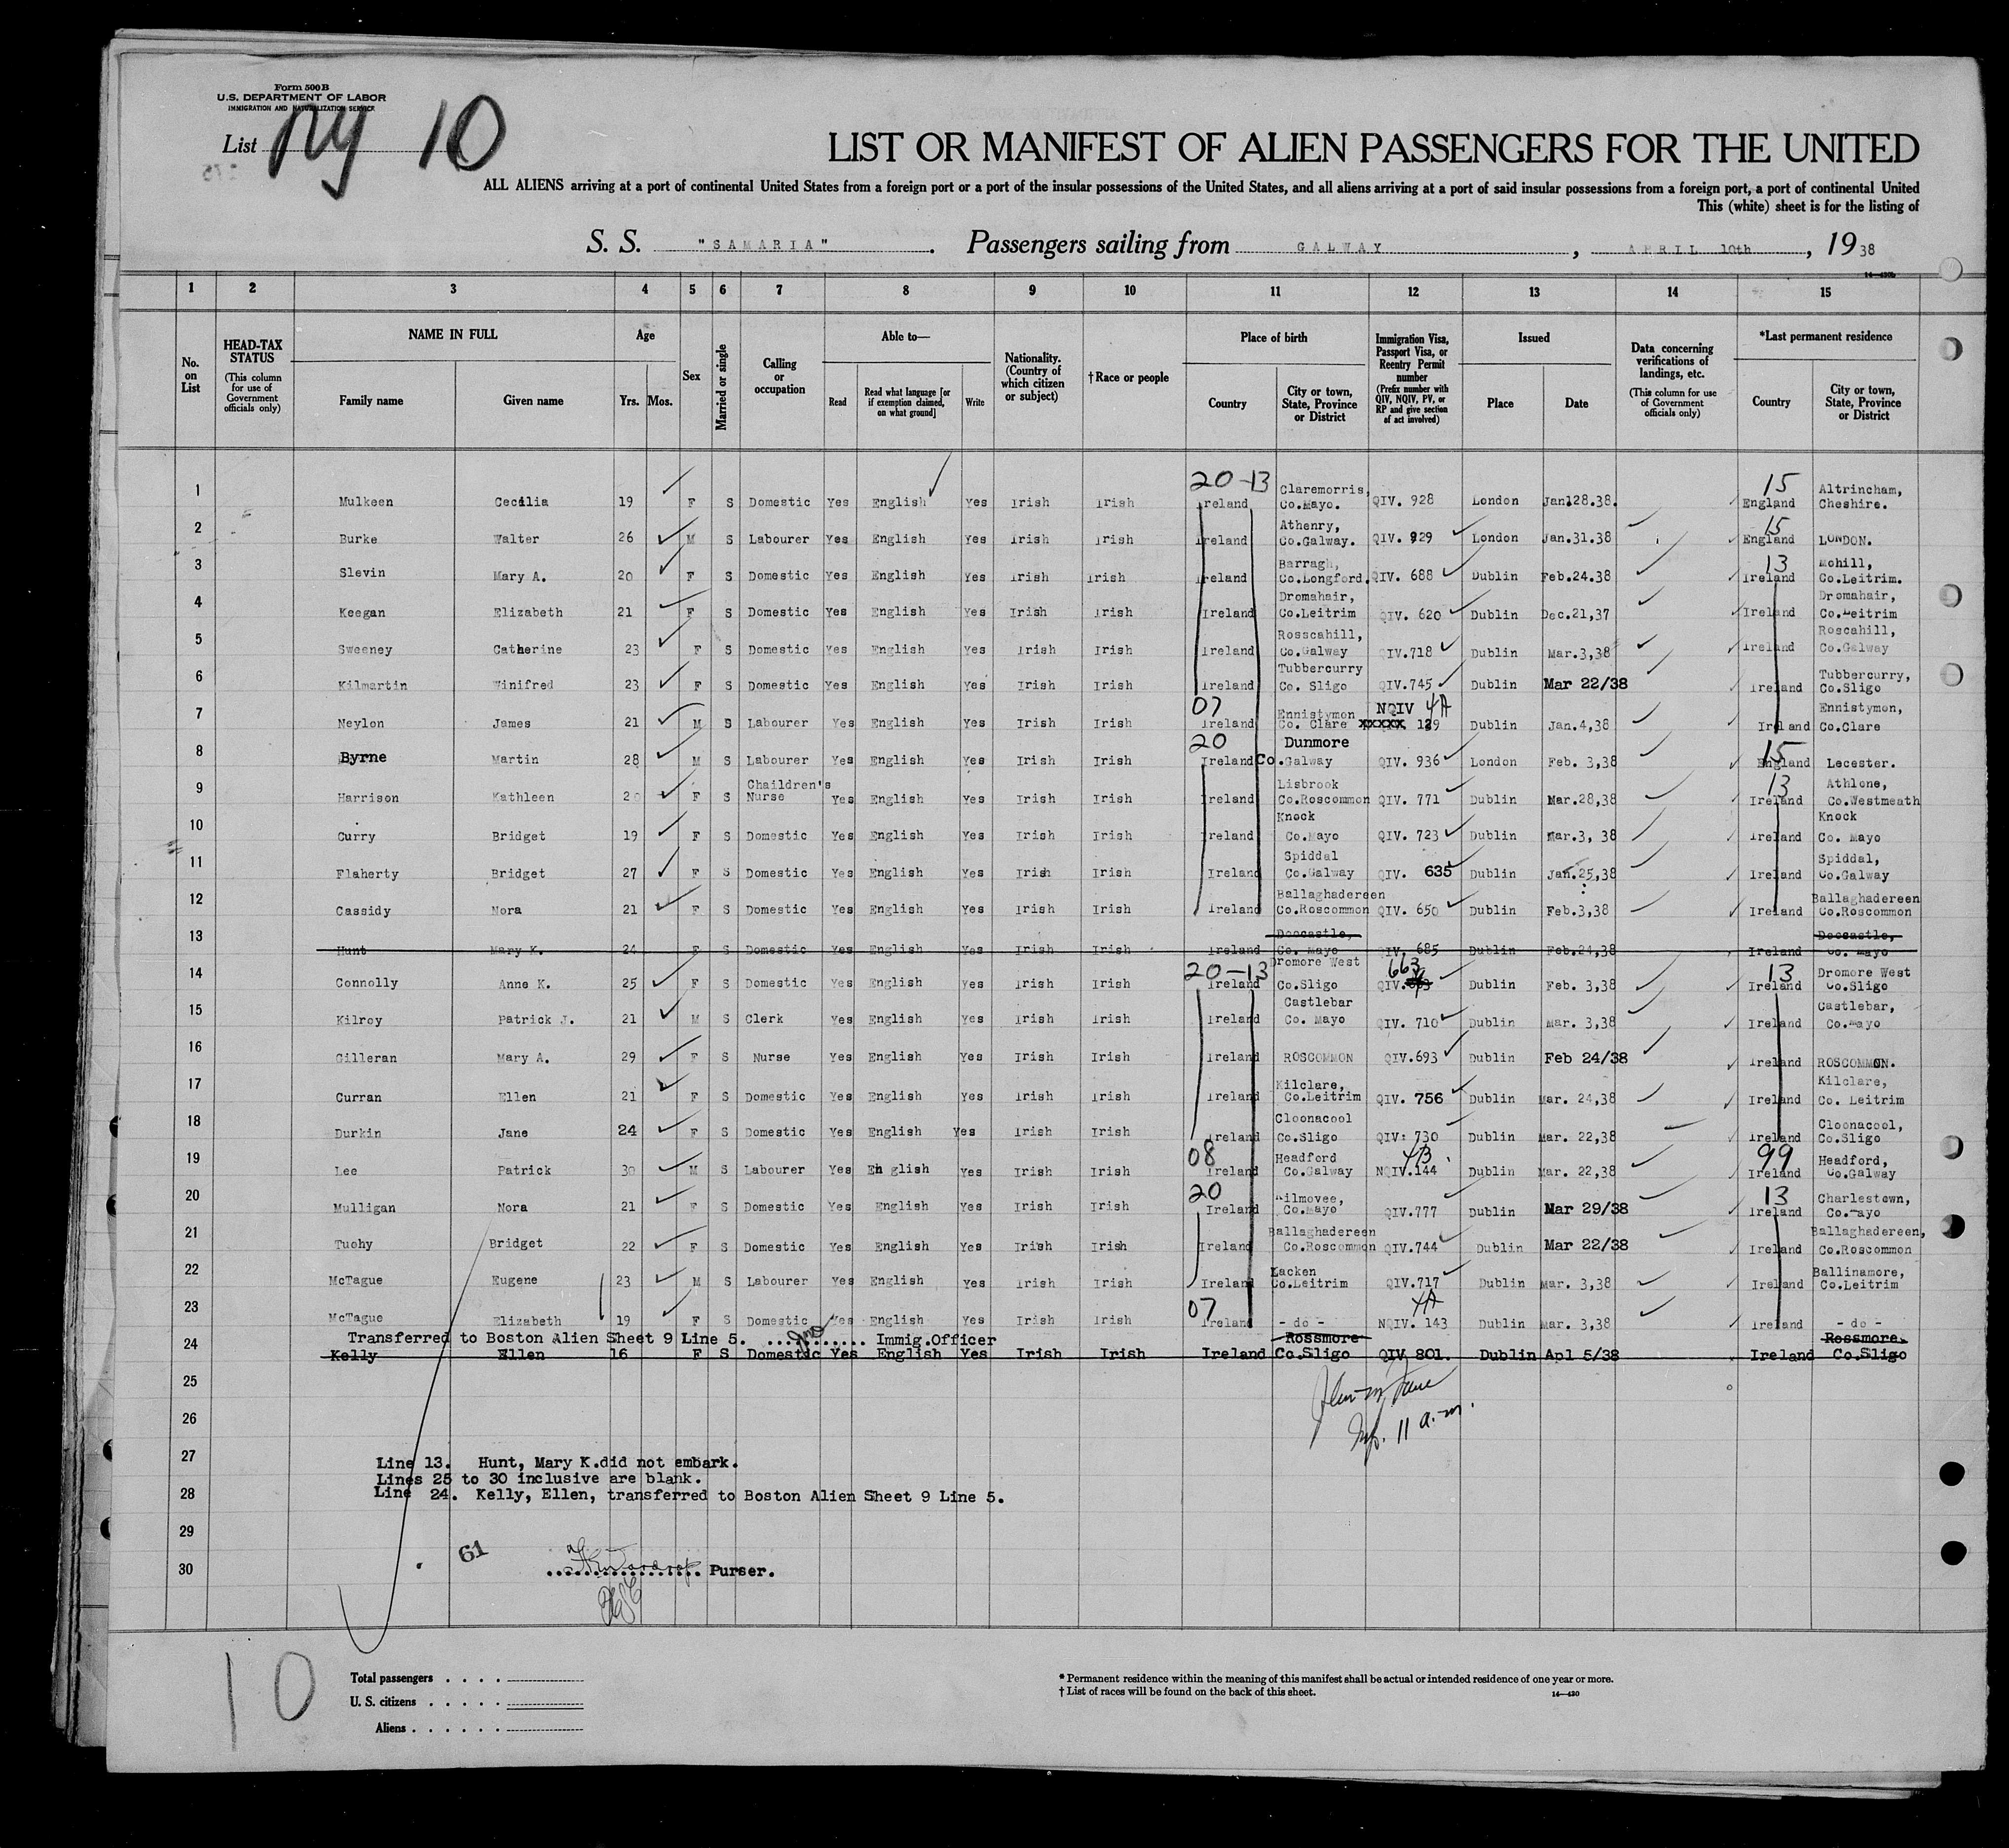 Form 500B
U.S. DEPARTMENT OF LABOR
IMMIGRATION AND NATURALIZATION SERVICE
List NY 10
LIST OR MANIFEST OF ALIEN PASSENGERS FOR THE UNITED
ALL ALIENS arriving at a port of continental United States from a foreign port or a port of the insular possessions of the United States, and all aliens arriving at a port of said insular possessions from a foreign port, a port of continental United
This (white) sheet is for the listing of
S. S. "SAMARIA". Passengers sailing from GALWAY, APRIL 10th, 1938
1 2 3 4 5 6 7 8 9 10 11 12 13 14 15
No. on List
HEAD-TAX STATUS (This column for use of Government officials only)
NAME IN FULL Family name Given name
Age Yrs. Mos.
Sex
Married or single
Calling or occupation
Able to— Read Read what language [or if exemption claimed, on what ground] Write
Nationality. (Country of which citizen or subject)
†Race or people
Place of birth Country City or town, State, Province or District
Immigration Visa, Passport Visa, or Reentry Permit number (Prefix number with QIV, NQIV, PV, or RP and give section of act involved)
Issued Place Date
Data concerning verifications of landings, etc. (This column for use of Government officials only)
*Last permanent residence Country City or town, State, Province or District
1 Mulkeen Cecilia 19 F S Domestic Yes English Yes Irish Irish 20-13 Ireland Claremorris, Co.Mayo. QIV. 928 London Jan128.38. 15 England Altrincham, Cheshire.
2 Burke Walter 26 M S Labourer Yes English Yes Irish Irish Ireland Athenry, Co.Galway. QIV. 929 London Jan.31.38 15 England LONDON.
3 Slevin Mary A. 20 F S Domestic Yes English Yes Irish Irish Ireland Barragh, Co.Longford. QIV. 688 Dublin Feb.24.38 13 Ireland Mohill, Co.Leitrim.
4 Keegan Elizabeth 21 F S Domestic Yes English Yes Irish Irish Ireland Dromahair, Co.Leitrim QIV. 620 Dublin Dec.21,37 Ireland Dromahair, Co.Leitrim
5 Sweeney Catherine 23 F S Domestic Yes English Yes Irish Irish Ireland Rosscahill, Co.Galway QIV.718 Dublin Mar.3,38 Ireland Roscahill, Co.Galway
6 Kilmartin Winifred 23 F S Domestic Yes English Yes Irish Irish Ireland Tubbercurry Co. Sligo QIV.745 Dublin Mar 22/38 Ireland Tubbercurry, Co.Sligo
7 Neylon James 21 M S Labourer Yes English Yes Irish Irish 07 Ireland Ennistymon Co. Clare NQIV 4A xxxxx 129 Dublin Jan.4,38 Ireland Ennistymon, Co.Clare
8 Byrne Martin 28 M S Labourer Yes English Yes Irish Irish 20 Ireland Dunmore Co.Galway QIV. 936 London Feb. 3,38 15 England Lecester.
9 Harrison Kathleen 20 F S Chaildren's Nurse Yes English Yes Irish Irish Ireland Lisbrook Co.Roscommon QIV. 771 Dublin Mar.28,38 13 Ireland Athlone, Co.Westmeath
10 Curry Bridget 19 F S Domestic Yes English Yes Irish Irish Ireland Knock Co.Mayo QIV. 723 Dublin Mar.3, 38 Ireland Knock Co. Mayo
11 Flaherty Bridget 27 F S Domestic Yes English Yes Irish Irish Ireland Spiddal Co.Galway QIV. 635 Dublin Jan.25,38 Ireland Spiddal, Co.Galway
12 Cassidy Nora 21 F S Domestic Yes English Yes Irish Irish Ireland Ballaghadereen Co.Roscommon QIV. 650 Dublin Feb.3,38 Ireland Ballaghadereen Co.Roscommon
13 Hunt Mary K. 24 F S Domestic Yes English Yes Irish Irish Ireland Doocastle, Co. Mayo QIV. 685 Dublin Feb.24,38 Ireland Doocastle, Co. Mayo
14 Connolly Anne K. 25 F S Domestic Yes English Yes Irish Irish 20-13 Ireland Dromore West Co.Sligo QIV. 663 Dublin Feb. 3,38 13 Ireland Dromore West Co.Sligo
15 Kilroy Patrick J. 21 M S Clerk Yes English Yes Irish Irish Ireland Castlebar Co. Mayo QIV. 710 Dublin Mar. 3,38 Ireland Castlebar, Co.Mayo
16 Gilleran Mary A. 29 F S Nurse Yes English Yes Irish Irish Ireland ROSCOMMON QIV.693 Dublin Feb 24/38 Ireland ROSCOMMON.
17 Curran Ellen 21 F S Domestic Yes English Yes Irish Irish Ireland Kilclare, Co.Leitrim QIV. 756 Dublin Mar. 24,38 Ireland Kilclare, Co. Leitrim
18 Durkin Jane 24 F S Domestic Yes English Yes Irish Irish Ireland Cloonacool Co.Sligo QIV: 730 Dublin Mar. 22,38 Ireland Cloonacool, Co.Sligo
19 Lee Patrick 30 M S Labourer Yes English Yes Irish Irish 08 Ireland Headford Co.Galway 4B NQIV.144 Dublin Mar. 22,38 99 Ireland Headford, Co.Galway
20 Mulligan Nora 21 F S Domestic Yes English Yes Irish Irish 20 Ireland Kilmovee, Co.Mayo QIV.777 Dublin Mar 29/38 13 Ireland Charlestown, Co.Mayo
21 Tuohy Bridget 22 F S Domestic Yes English Yes Irish Irish Ireland Ballaghadereen Co.Roscommon QIV.744 Dublin Mar 22/38 Ireland Ballaghadereen, Co.Roscommon
22 McTague Eugene 23 M S Labourer Yes English Yes Irish Irish Ireland Lacken Co.Leitrim QIV.717 Dublin Mar. 3,38 Ireland Ballinamore, Co.Leitrim
23 McTague Elizabeth 19 F S Domestic Yes English Yes Irish Irish 07 Ireland - do - 4A NQIV. 143 Dublin Mar. 3,38 Ireland - do -
Transferred to Boston Alien Sheet 9 Line 5. .......... Immig.Officer
24 Kelly Ellen 16 F S Domestic Yes English Yes Irish Irish Ireland Rossmore Co.Sligo QIV 801. Dublin Apl 5/38 Ireland Rossmore. Co.Sligo
25
26
11 a.m.
27
Line 13. Hunt, Mary K.did not embark.
Lines 25 to 30 inclusive are blank.
28
Line 24. Kelly, Ellen, transferred to Boston Alien Sheet 9 Line 5.
29
61
30
.................. Purser.
10
Total passengers . . . .
U. S. citizens . . . . .
Aliens . . . . . .
* Permanent residence within the meaning of this manifest shall be actual or intended residence of one year or more.
† List of races will be found on the back of this sheet. 14—430